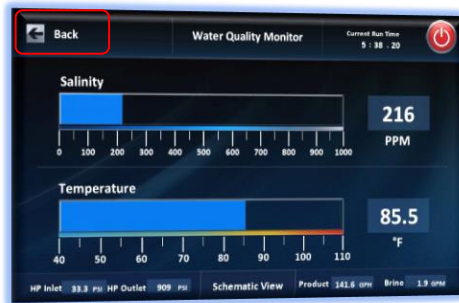 Back
Water Quality Monitor
Current Run Time
5 : 38 . 20
Salinity
216
PPM
0 100 200 300 400 500 600 700 800 900 1000
Temperature
85.5
°F
40 50 60 70 80 90 100 110
HP Inlet 33.3 PSI HP Outlet 909 PSI Schematic View Product 141.6 GPH Brine 1.9 GPM